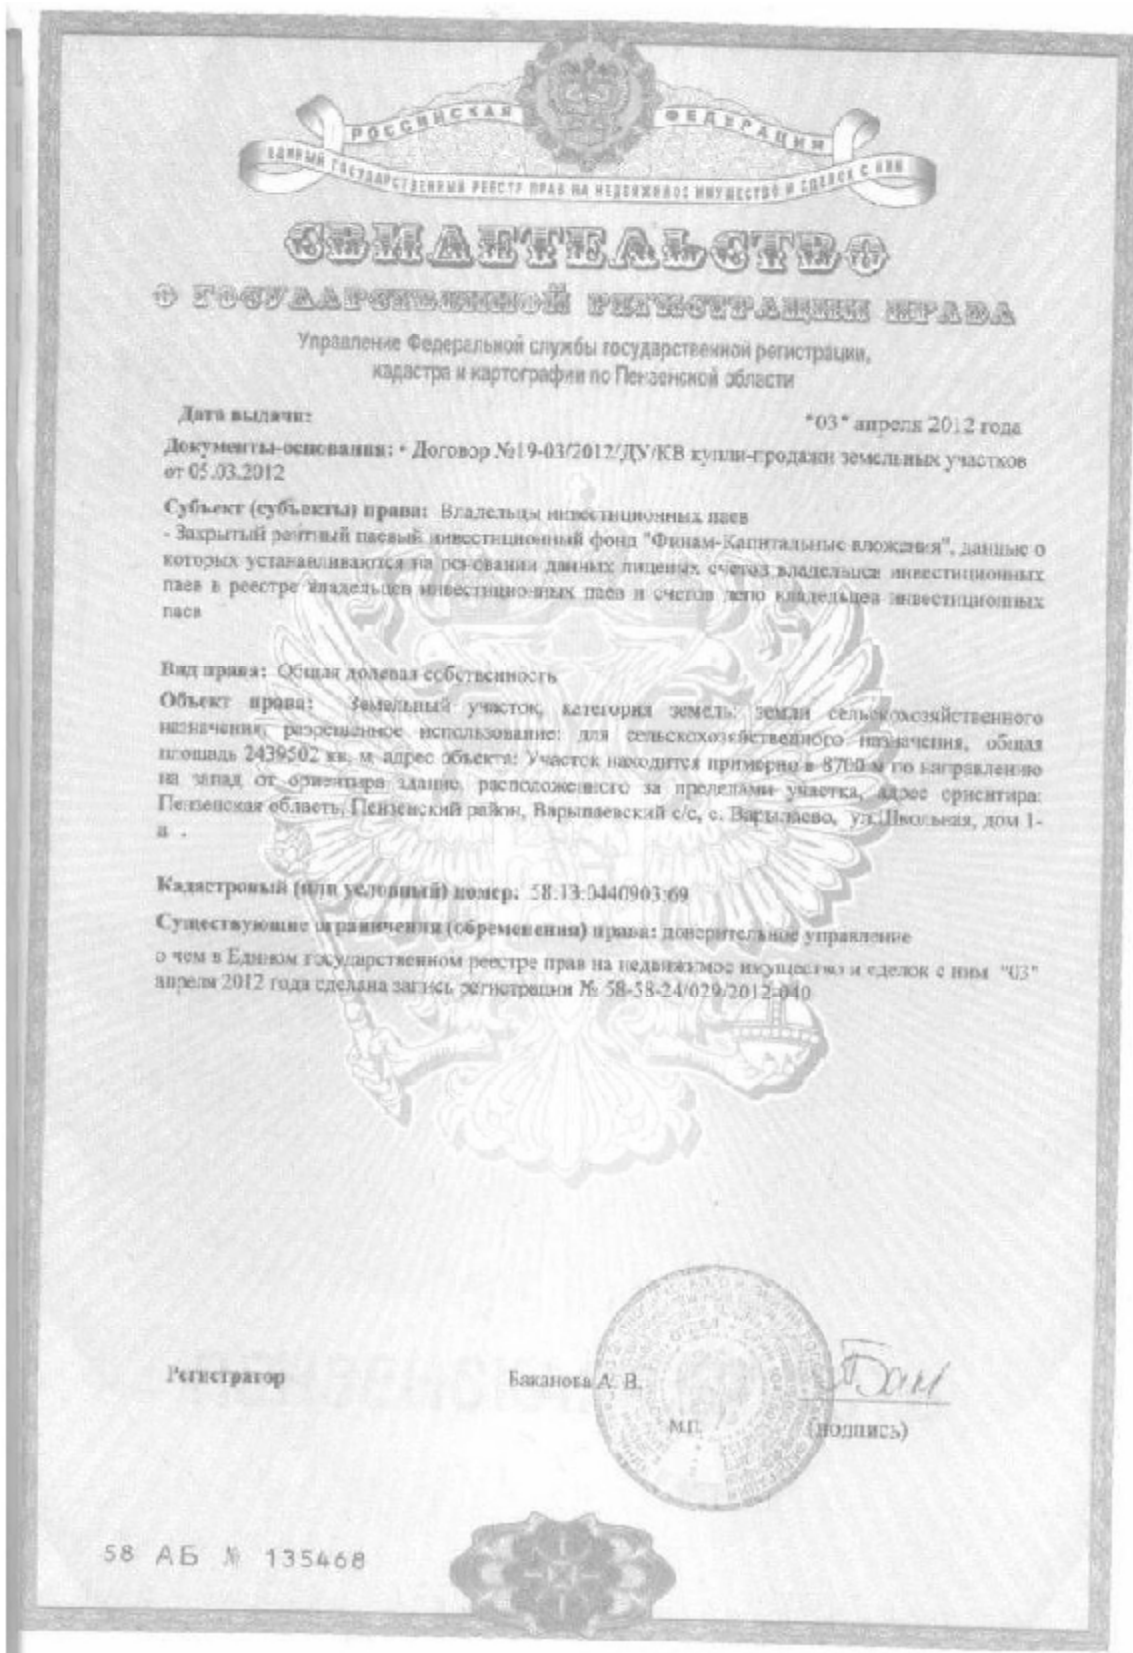 РОССИЙСКАЯ ФЕДЕРАЦИЯ
ЕДИНЫЙ ГОСУДАРСТВЕННЫЙ РЕЕСТР ПРАВ НА НЕДВИЖИМОЕ ИМУЩЕСТВО И СДЕЛОК С НИМ
СВИДЕТЕЛЬСТВО
О ГОСУДАРСТВЕННОЙ РЕГИСТРАЦИИ ПРАВА
Управление Федеральной службы государственной регистрации,
кадастра и картографии по Пензенской области
Дата выдачи: "03" апреля 2012 года
Документы-основания: • Договор №19-03/2012/ДУ/КВ купли-продажи земельных участков
от 05.03.2012
Субъект (субъекты) права: Владельцы инвестиционных паев
- Закрытый рентный паевый инвестиционный фонд "Финам-Капитальные вложения", данные о
которых устанавливаются на основании данных лицевых счетов владельцев инвестиционных
паев в реестре владельцев инвестиционных паев и счетов депо владельцев инвестиционных
паев
Вид права: Общая долевая собственность
Объект права: Земельный участок, категория земель: земли сельскохозяйственного
назначения, разрешенное использование: для сельскохозяйственного назначения, общая
площадь 2439502 кв. м, адрес объекта: Участок находится примерно в 8700 м по направлению
на запад от ориентира здание, расположенного за пределами участка, адрес ориентира:
Пензенская область, Пензенский район, Варыпаевский с/с, с. Варыпаево, ул.Школьная, дом 1-
а .
Кадастровый (или условный) номер: 58:13:0440903:69
Существующие ограничения (обременения) права: доверительное управление
о чем в Едином государственном реестре прав на недвижимое имущество и сделок с ним "03"
апреля 2012 года сделана запись регистрации № 58-58-24/029/2012-040
Регистратор Баканова А. В.
М.П. (подпись)
58 АБ № 135468